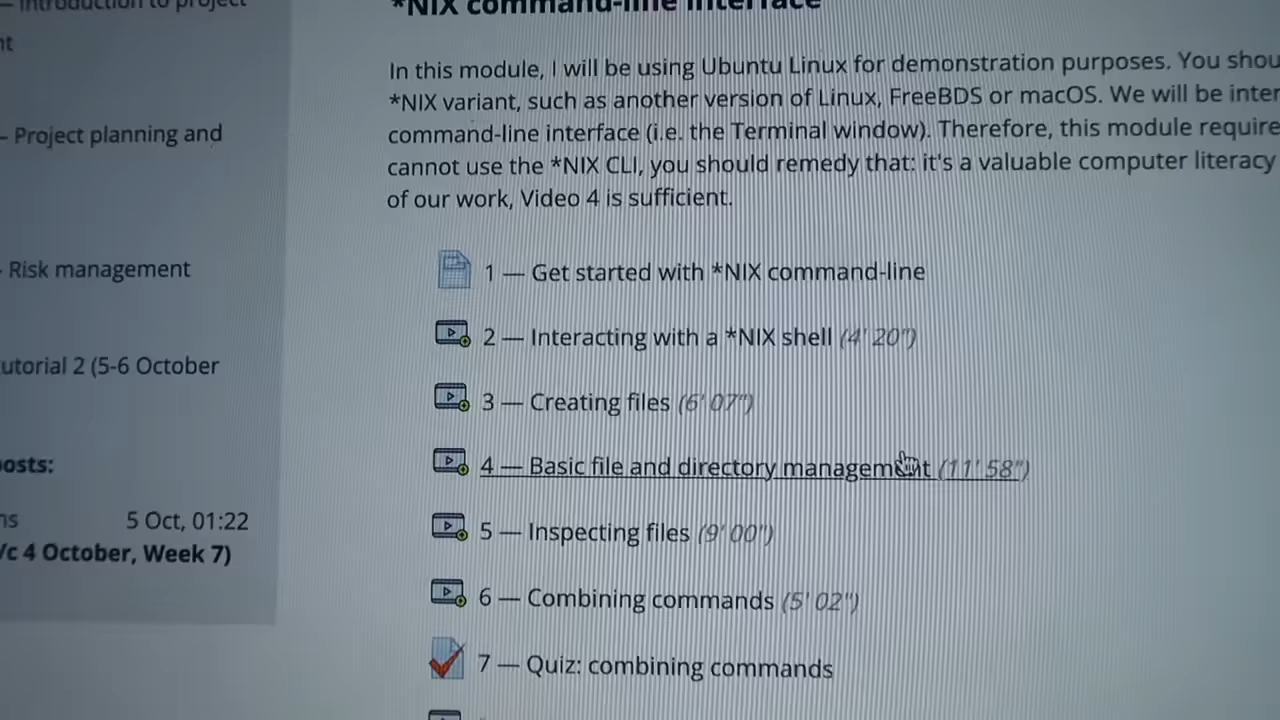 — Introduction to project
nt
– Project planning and
- Risk management
utorial 2 (5-6 October
osts:
ns 5 Oct, 01:22
/c 4 October, Week 7)
*NIX command-line interface
In this module, I will be using Ubuntu Linux for demonstration purposes. You shou
*NIX variant, such as another version of Linux, FreeBDS or macOS. We will be inter
command-line interface (i.e. the Terminal window). Therefore, this module require
cannot use the *NIX CLI, you should remedy that: it's a valuable computer literacy
of our work, Video 4 is sufficient.
1 — Get started with *NIX command-line
2 — Interacting with a *NIX shell (4' 20")
3 — Creating files (6' 07")
4 — Basic file and directory management (11' 58")
5 — Inspecting files (9' 00")
6 — Combining commands (5' 02")
7 — Quiz: combining commands